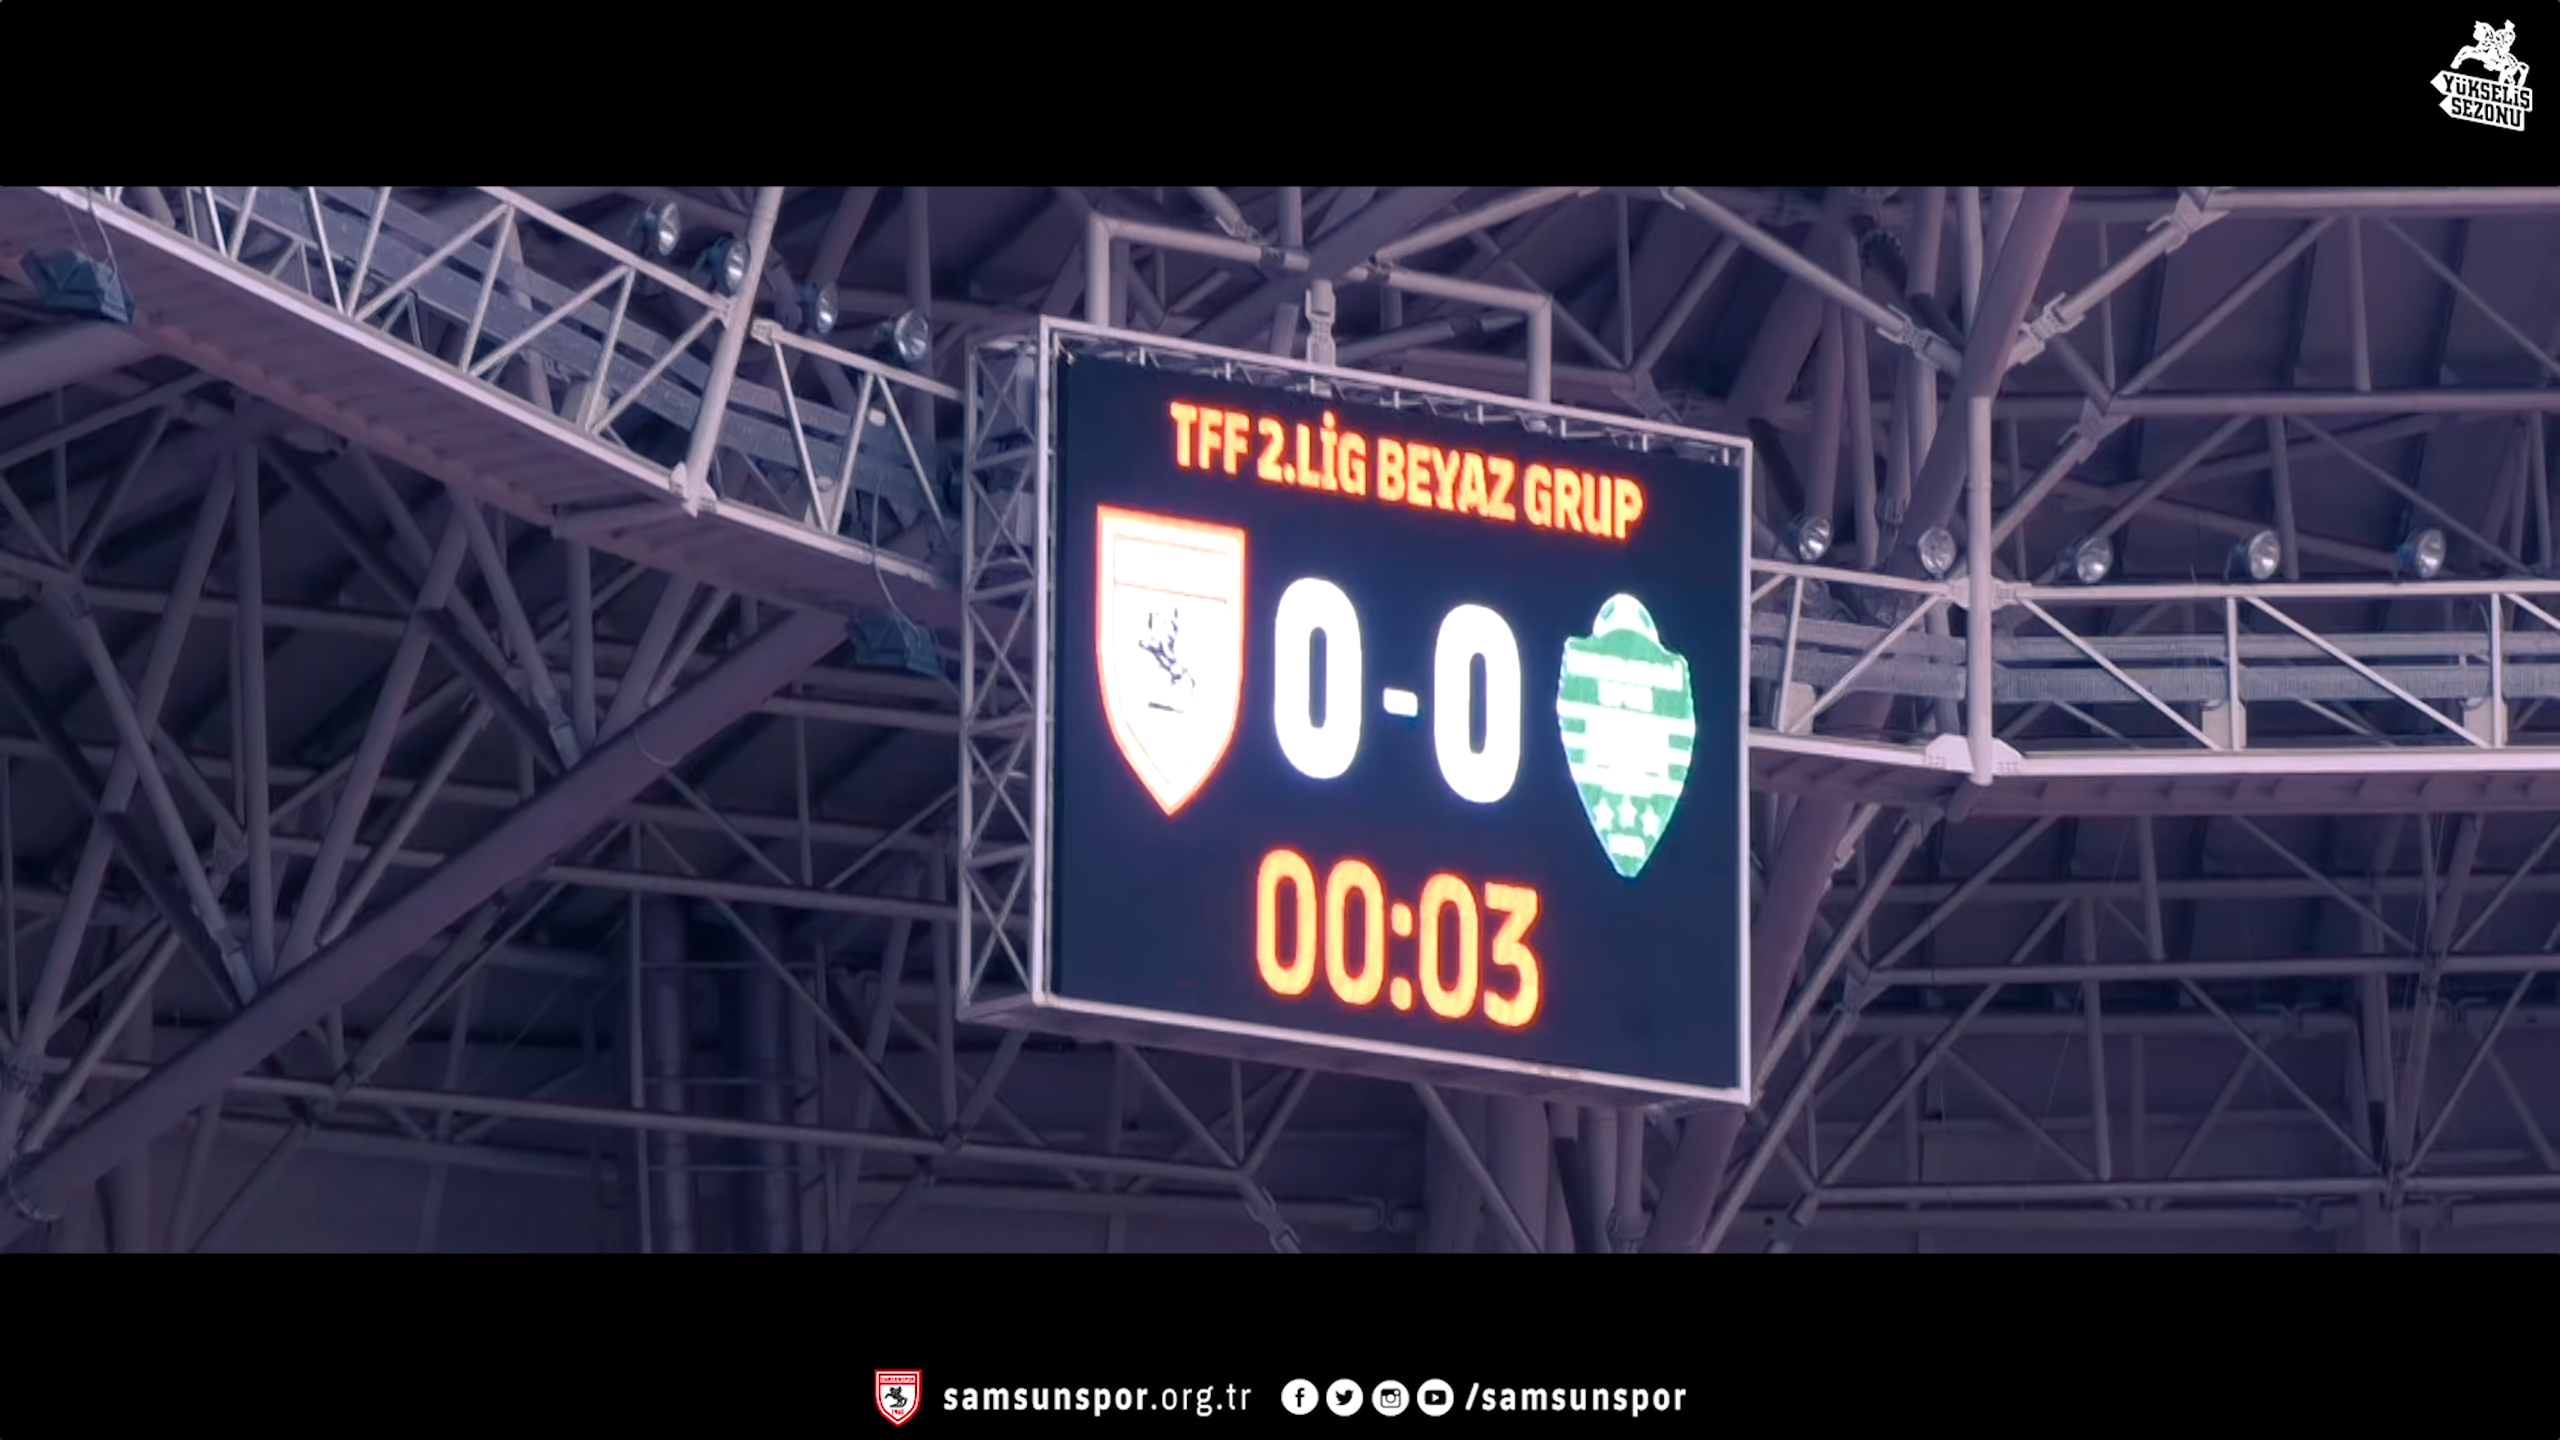 YÜKSELİŞ
SEZONU
TFF 2.LİG BEYAZ GRUP
0-0
00:03
samsunspor.org.tr /samsunspor